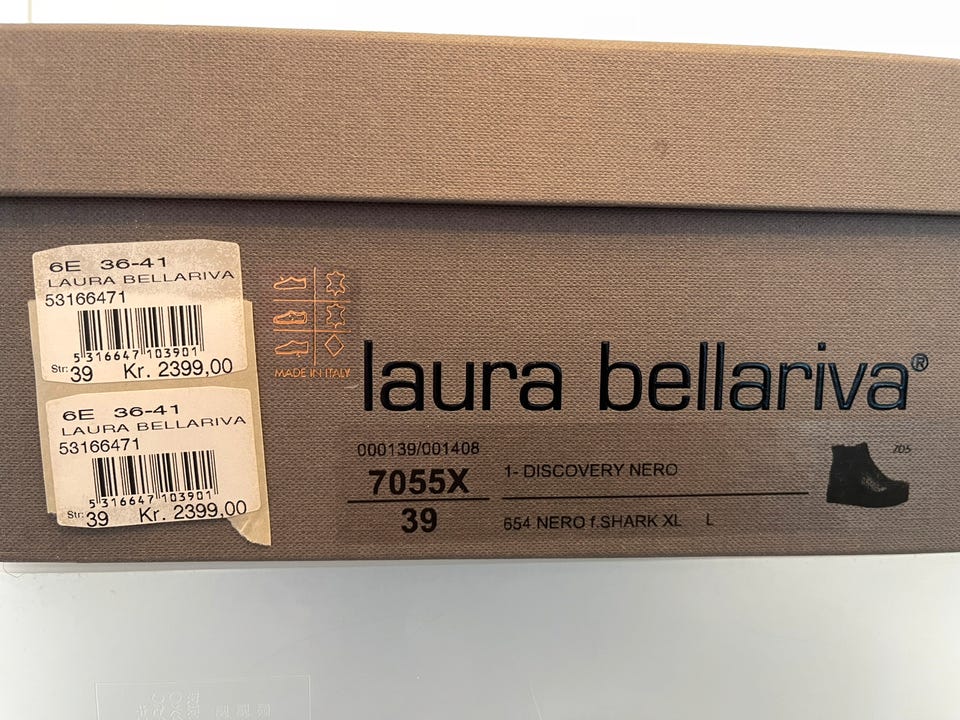 6E 36-41
LAURA BELLARIVA
53166471
5 316647 103901
Str: 39 Kr. 2399,00
6E 36-41
LAURA BELLARIVA
53166471
5 316647 103901
Str: 39 Kr. 2399,00
MADE IN ITALY
laura bellariva®
000139/001408
7055X
1- DISCOVERY NERO
39
654 NERO f.SHARK XL L
705